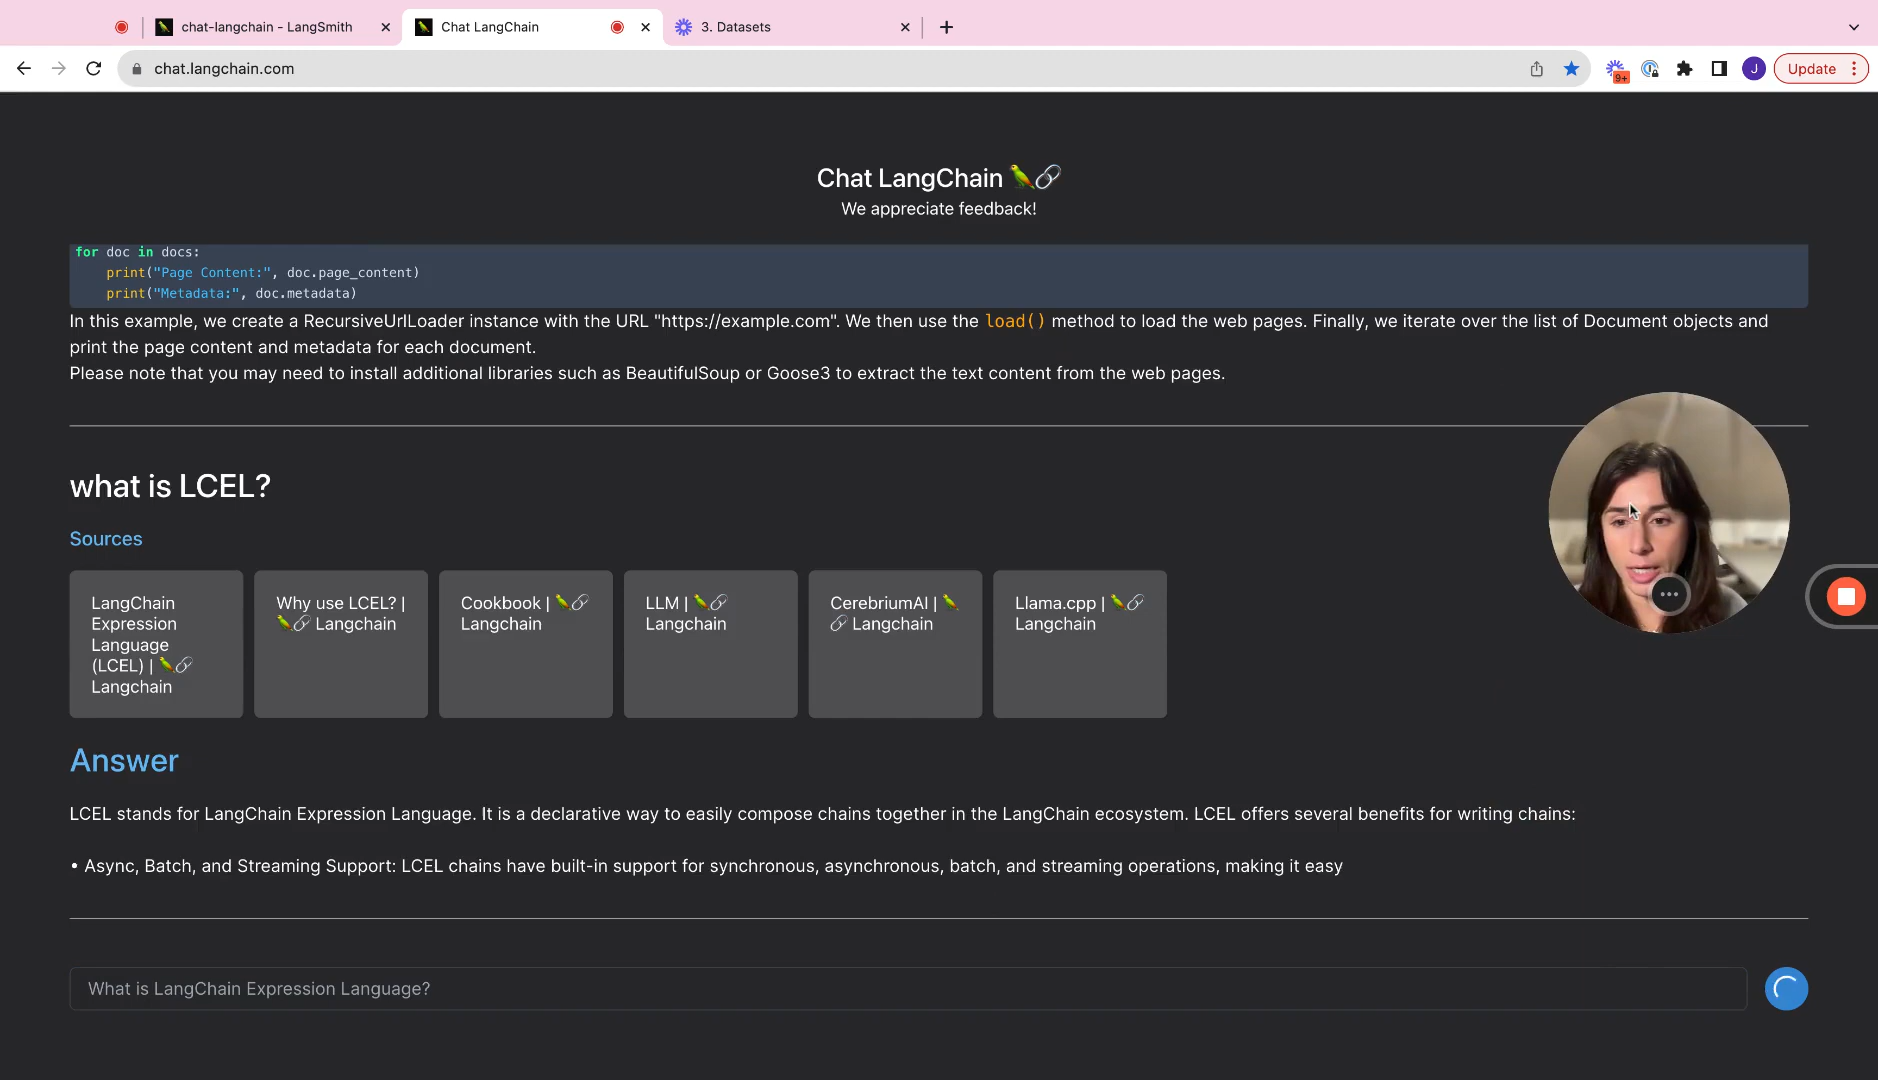 chat-langchain - LangSmith
Chat LangChain
3. Datasets
chat.langchain.com
9+
J
Update
Chat LangChain 🦜🔗
We appreciate feedback!
for doc in docs:
print("Page Content:", doc.page_content)
print("Metadata:", doc.metadata)
In this example, we create a RecursiveUrlLoader instance with the URL "https://example.com". We then use the load() method to load the web pages. Finally, we iterate over the list of Document objects and
print the page content and metadata for each document.
Please note that you may need to install additional libraries such as BeautifulSoup or Goose3 to extract the text content from the web pages.
what is LCEL?
Sources
LangChain
Expression
Language
(LCEL) | 🦜🔗
Langchain
Why use LCEL? |
🦜🔗 Langchain
Cookbook | 🦜🔗
Langchain
LLM | 🦜🔗
Langchain
CerebriumAI | 🦜
🔗 Langchain
Llama.cpp | 🦜🔗
Langchain
Answer
LCEL stands for LangChain Expression Language. It is a declarative way to easily compose chains together in the LangChain ecosystem. LCEL offers several benefits for writing chains:
• Async, Batch, and Streaming Support: LCEL chains have built-in support for synchronous, asynchronous, batch, and streaming operations, making it easy
What is LangChain Expression Language?